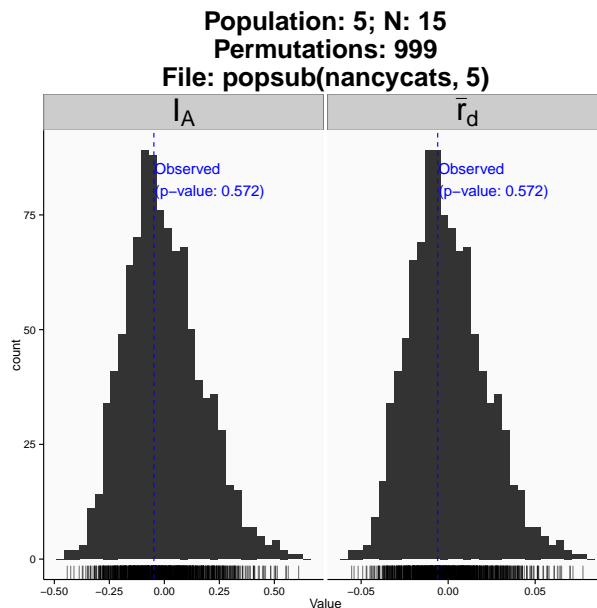 Population: 5; N: 15
Permutations: 999
File: popsub(nancycats, 5)
I_A
r̄_d
Observed
(p−value: 0.572)
Observed
(p−value: 0.572)
count
75
50
25
0
−0.50
−0.25
0.00
0.25
0.50
−0.05
0.00
0.05
Value